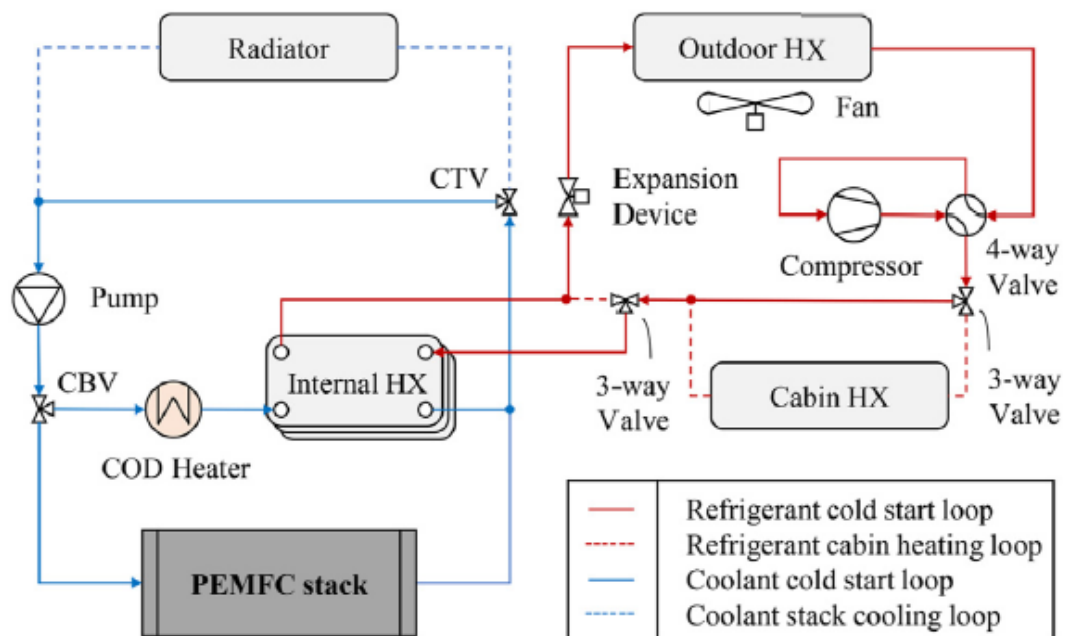 Radiator
Outdoor HX
Fan
CTV
Expansion
Device
Compressor
4-way
Valve
Pump
CBV
Internal HX
3-way
Valve
Cabin HX
3-way
Valve
COD Heater
PEMFC stack
Refrigerant cold start loop
Refrigerant cabin heating loop
Coolant cold start loop
Coolant stack cooling loop